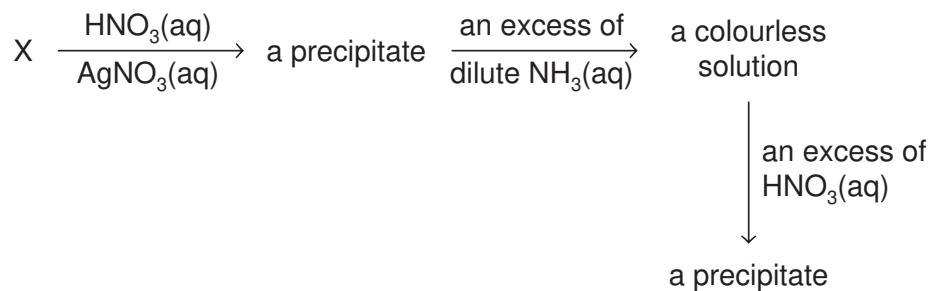 X
HNO₃(aq)
AgNO₃(aq)
a precipitate
an excess of
dilute NH₃(aq)
a colourless
solution
an excess of
HNO₃(aq)
a precipitate